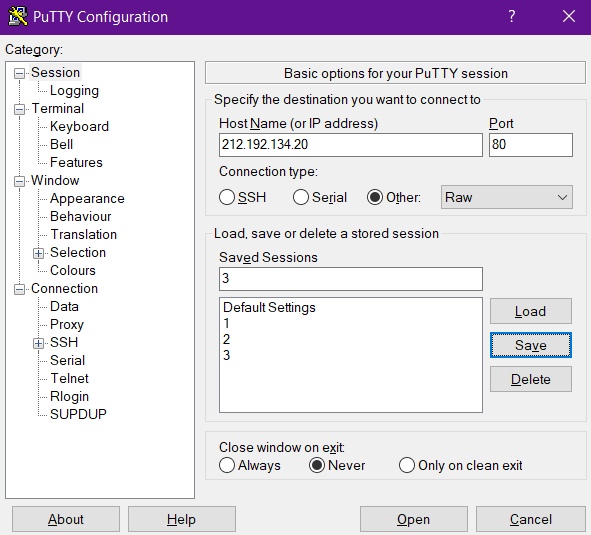 PuTTY Configuration
Category:
Session
Logging
Terminal
Keyboard
Bell
Features
Window
Appearance
Behaviour
Translation
Selection
Colours
Connection
Data
Proxy
SSH
Serial
Telnet
Rlogin
SUPDUP
Basic options for your PuTTY session
Specify the destination you want to connect to
Host Name (or IP address) Port
212.192.134.20 80
Connection type:
SSH Serial Other: Raw
Load, save or delete a stored session
Saved Sessions
3
Default Settings
1
2
3
Load
Save
Delete
Close window on exit:
Always Never Only on clean exit
About Help Open Cancel